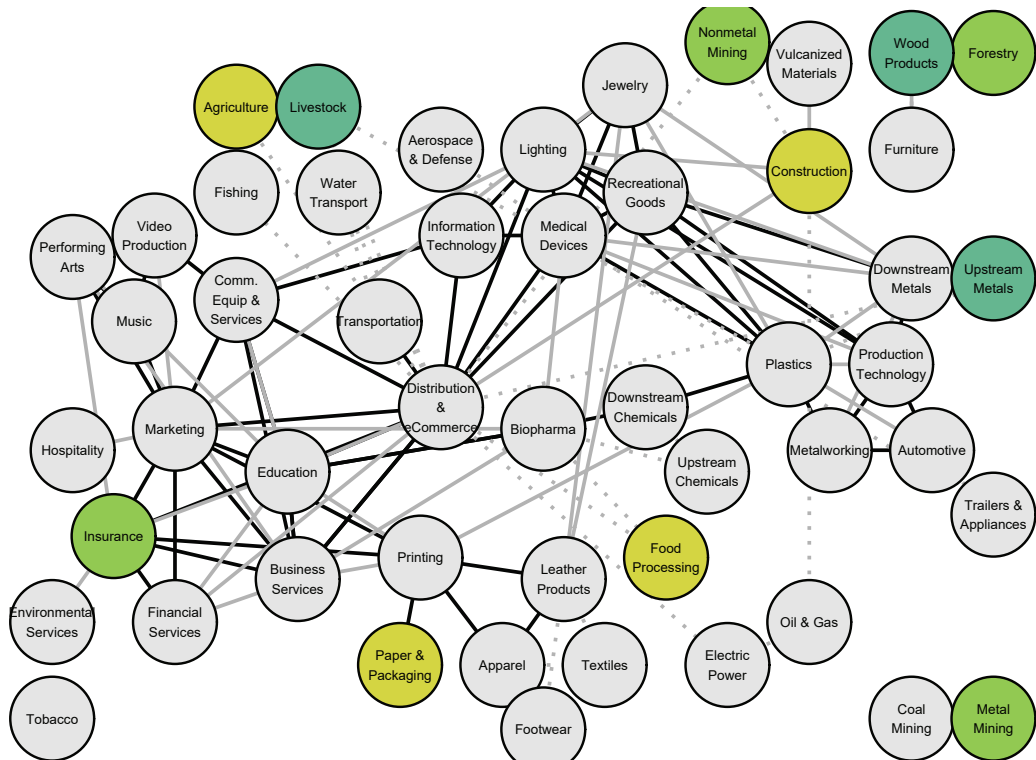 Nonmetal
Mining
Vulcanized
Materials
Wood
Products
Forestry
Jewelry
Agriculture
Livestock
Aerospace
& Defense
Lighting
Furniture
Construction
Fishing
Water
Transport
Recreational
Goods
Video
Production
Performing
Arts
Information
Technology
Medical
Devices
Comm.
Equip &
Services
Downstream
Metals
Upstream
Metals
Music
Transportation
Plastics
Production
Technology
Distribution
&
eCommerce
Downstream
Chemicals
Marketing
Biopharma
Hospitality
Education
Upstream
Chemicals
Metalworking
Automotive
Trailers &
Appliances
Insurance
Printing
Food
Processing
Business
Services
Leather
Products
Environmental
Services
Financial
Services
Oil & Gas
Paper &
Packaging
Apparel
Textiles
Electric
Power
Tobacco
Footwear
Coal
Mining
Metal
Mining